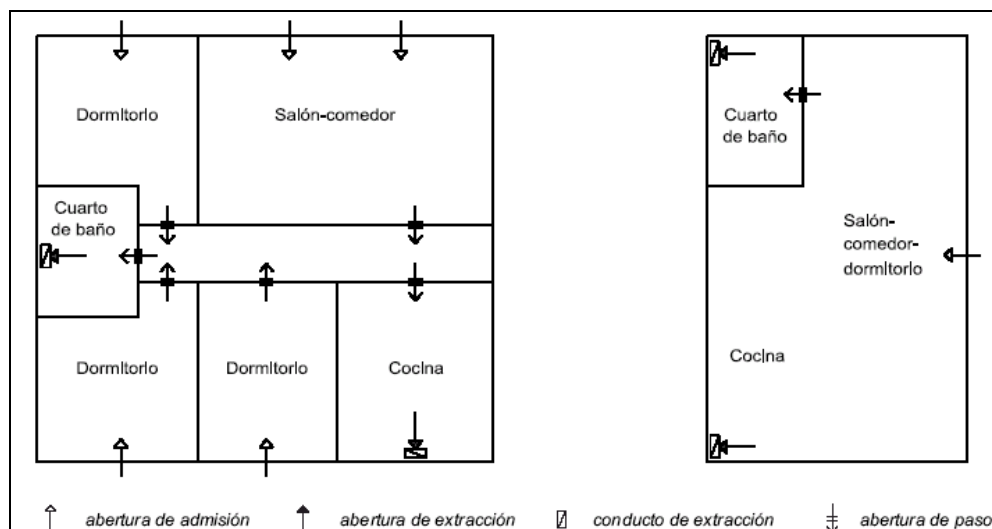 Dormitorio
Salón-comedor
Cuarto
de baño
Dormitorio
Dormitorio
Cocina
Cuarto
de baño
Salón-
comedor-
dormitorio
Cocina
abertura de admisión
abertura de extracción
conducto de extracción
abertura de paso